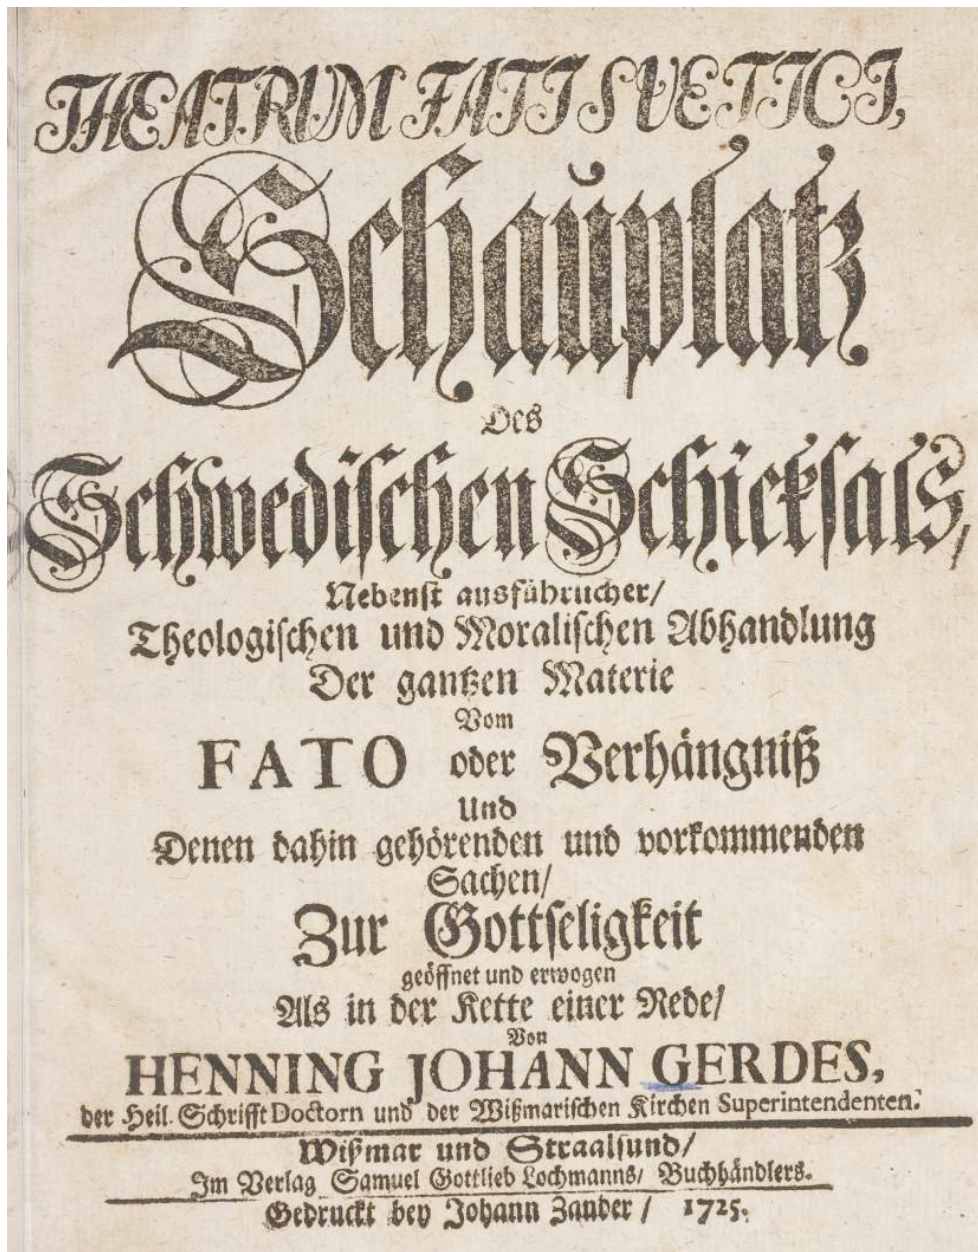 THEATRUM FATI SVETICI,
Schauplatz
Des
Schwedischen Schicksals,
Nebenst ausführlicher/
Theologischen und Moralischen Abhandlung
Der gantzen Materie
Vom
FATO oder Verhängniß
Und
Denen dahin gehörenden und vorkommenden
Sachen/
Zur Gottseligkeit
geöffnet und erwogen
Als in der Kette einer Rede/
Von
HENNING JOHANN GERDES,
der Heil. Schrifft Doctorn und der Wißmarischen Kirchen Superintendenten.
Wißmar und Straalsund/
Im Verlag Samuel Gottlieb Lochmanns/ Buchhändlers.
Gedruckt bey Johann Zander / 1725.